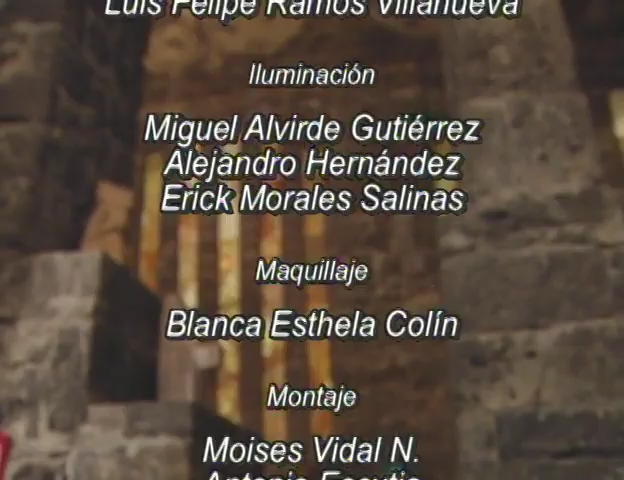 Luis Felipe Ramos Villanueva
Iluminación
Miguel Alvirde Gutiérrez
Alejandro Hernández
Erick Morales Salinas
Maquillaje
Blanca Esthela Colín
Montaje
Moises Vidal N.
Antonio